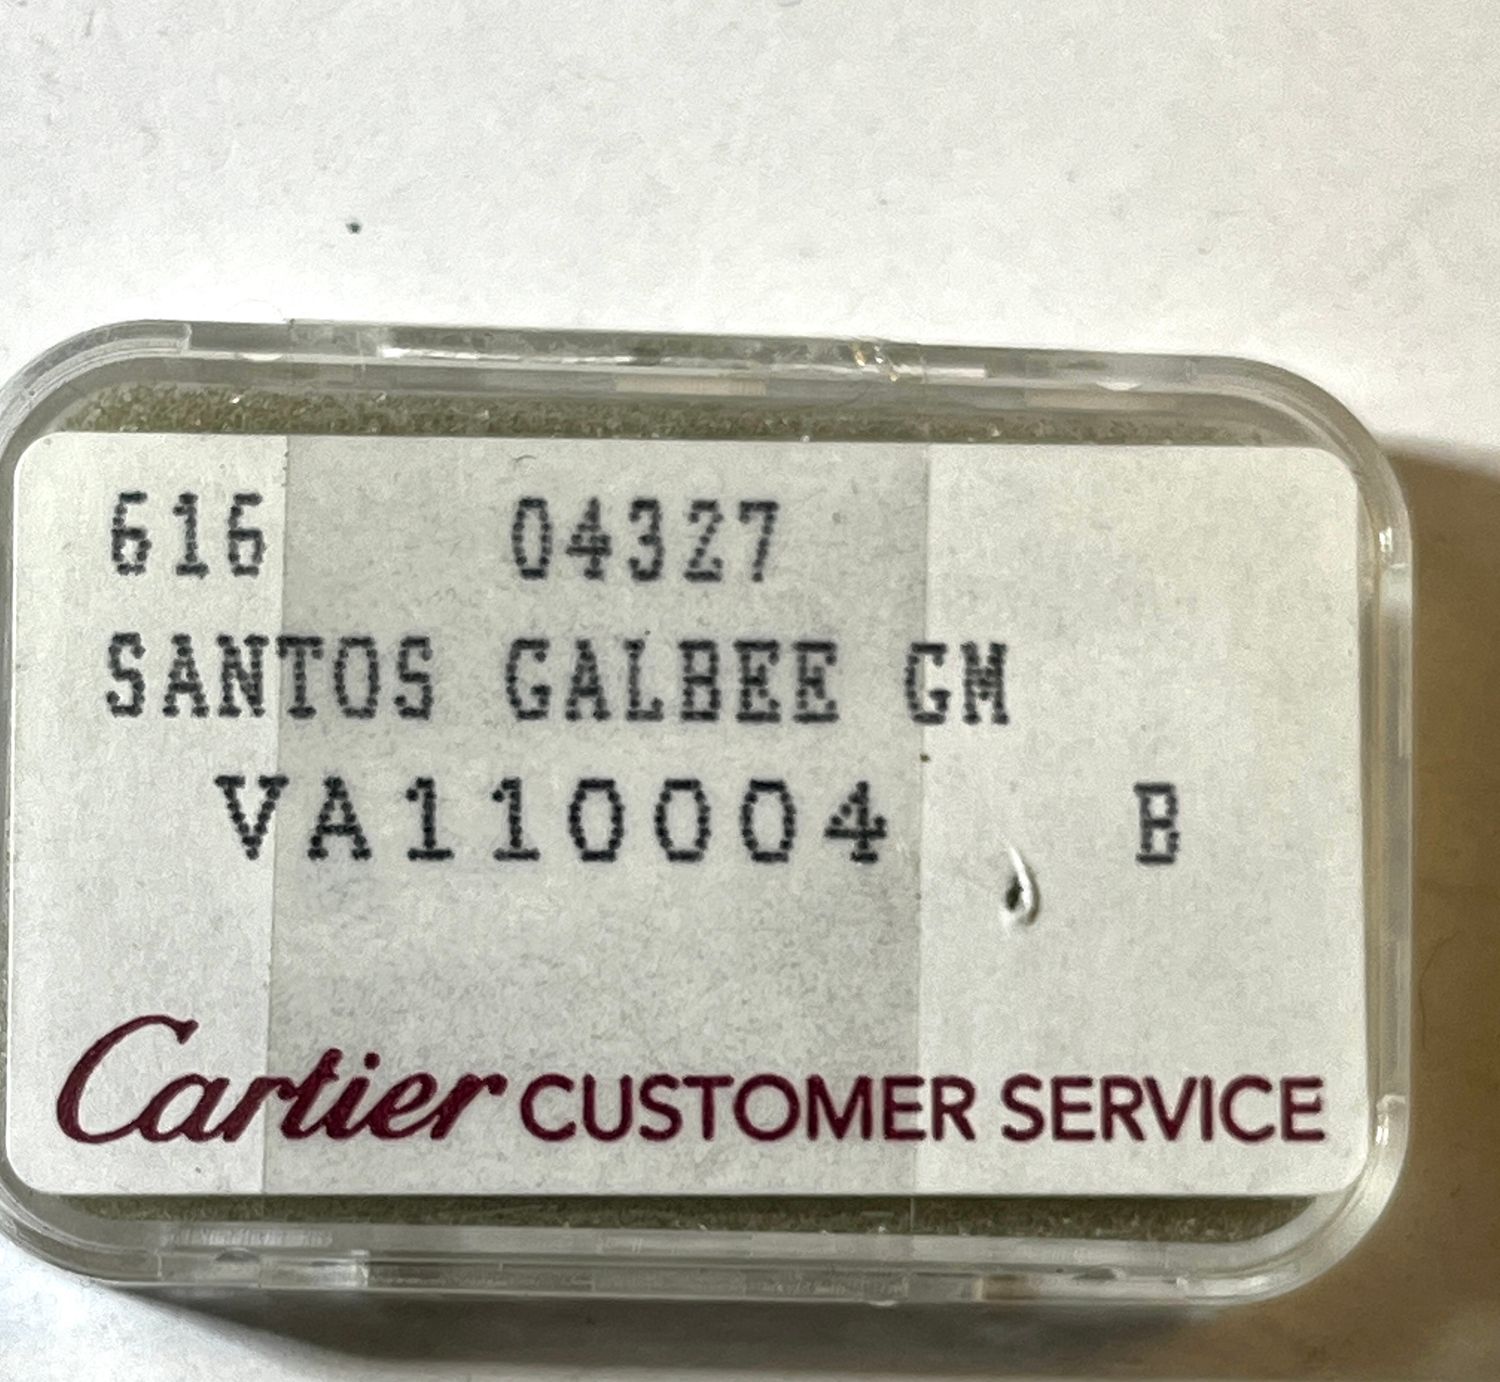 616 04327
SANTOS GALBEE GM
VA110004 B
Cartier CUSTOMER SERVICE